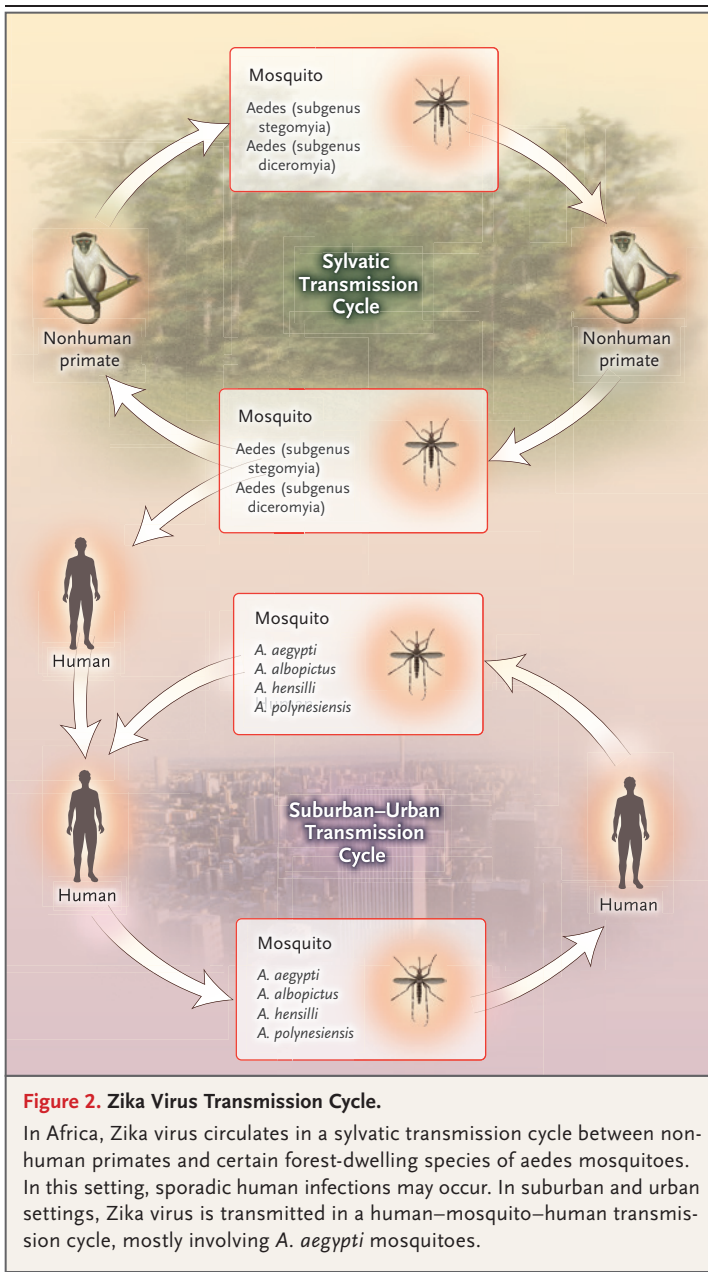 Mosquito
Aedes (subgenus
stegomyia)
Aedes (subgenus
diceromyia)
Sylvatic
Transmission
Cycle
Nonhuman
primate
Nonhuman
primate
Mosquito
Aedes (subgenus
stegomyia)
Aedes (subgenus
diceromyia)
Human
Mosquito
A. aegypti
A. albopictus
A. hensilli
A. polynesiensis
Suburban–Urban
Transmission
Cycle
Human
Human
Mosquito
A. aegypti
A. albopictus
A. hensilli
A. polynesiensis
Figure 2. Zika Virus Transmission Cycle.
In Africa, Zika virus circulates in a sylvatic transmission cycle between non-
human primates and certain forest-dwelling species of aedes mosquitoes.
In this setting, sporadic human infections may occur. In suburban and urban
settings, Zika virus is transmitted in a human–mosquito–human transmis-
sion cycle, mostly involving A. aegypti mosquitoes.